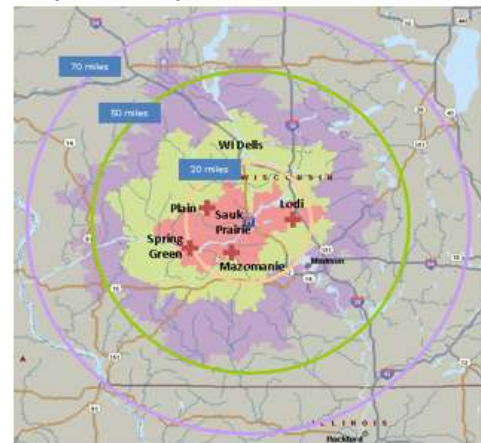 70 miles
50 miles
WI Dells
20 miles
WISCONSIN
Plain
Lodi
Sauk
Prairie
Spring
Green
Mazomanie
Madison
ILLINOIS
Rockford